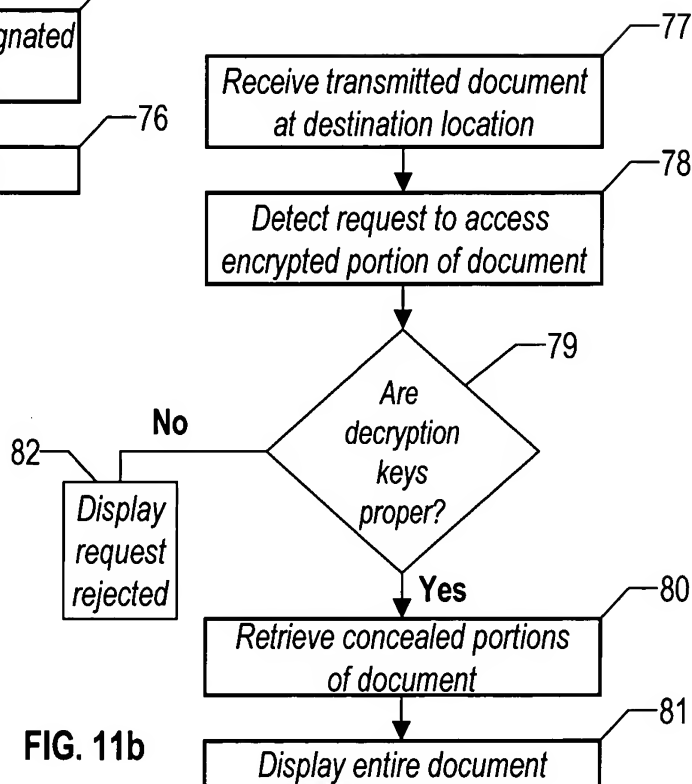 gnated
76
77
Receive transmitted document
at destination location
78
Detect request to access
encrypted portion of document
79
Are
decryption
keys
proper?
No
82
Display
request
rejected
Yes
80
Retrieve concealed portions
of document
81
Display entire document
FIG. 11b